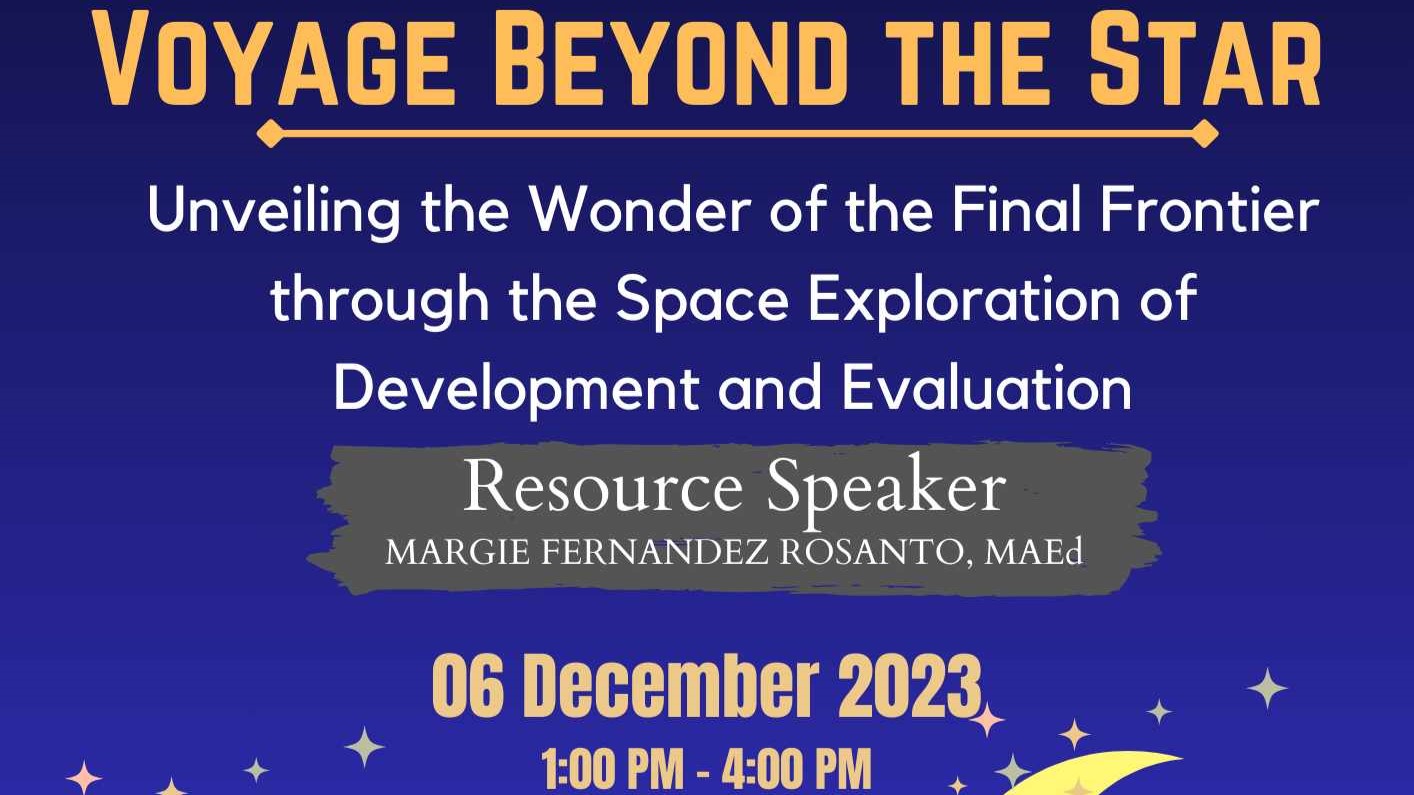 VOYAGE BEYOND THE STAR
Unveiling the Wonder of the Final Frontier
through the Space Exploration of
Development and Evaluation
Resource Speaker
MARGIE FERNANDEZ ROSANTO, MAEd
06 December 2023
1:00 PM - 4:00 PM